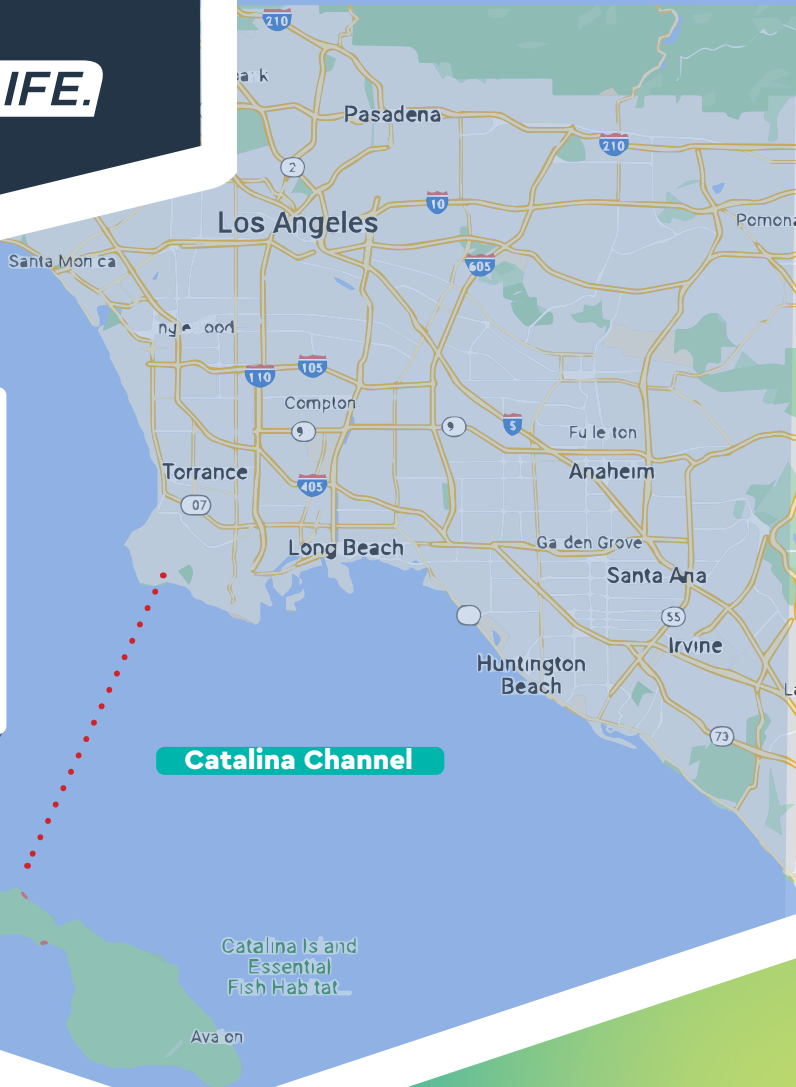 210
IFE.
Pasadena
210
2
10
Los Angeles
Pomona
Santa Mon ca
605
105
110
Compton
9
9
5
Fu le ton
Torrance
Anaheim
405
07
Ga den Grove
Long Beach
Santa Ana
55
Irvine
Huntington
Beach
73
Catalina Channel
Catalina Is and
Essential
Fish Hab tat...
Ava on